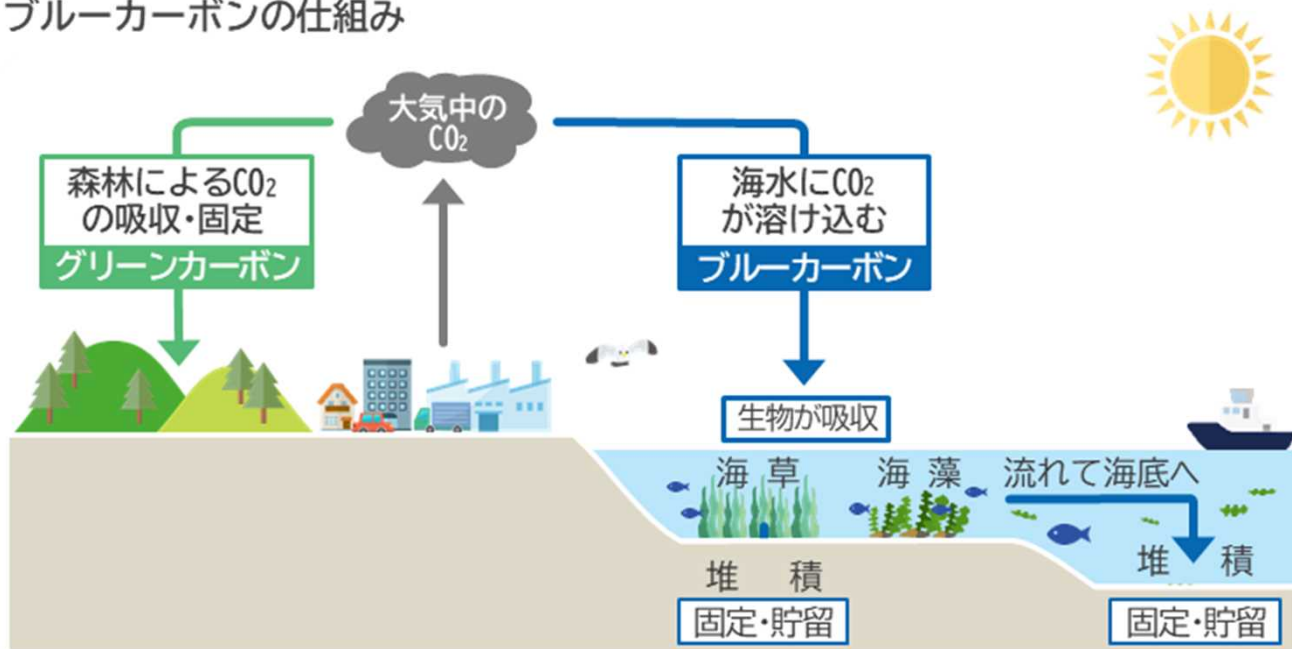 ブルーカーボンの仕組み
大気中の
CO₂
森林によるCO₂
の吸収・固定
グリーンカーボン
海水にCO₂
が溶け込む
ブルーカーボン
生物が吸収
海草
海藻
流れて海底へ
堆積
固定・貯留
堆積
固定・貯留